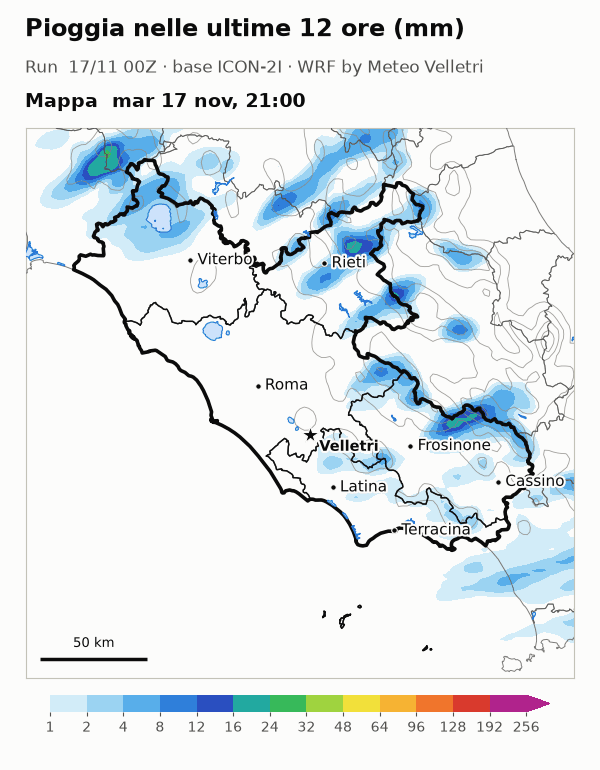 Pioggia nelle ultime 12 ore (mm)
Run  17/11 00Z · base ICON-2I · WRF by Meteo Velletri
Mappa  mar 17 nov, 21:00
Viterbo
Rieti
Roma
Velletri
Frosinone
Latina
Cassino
Terracina
50 km
1 2 4 8 12 16 24 32 48 64 96 128 192 256